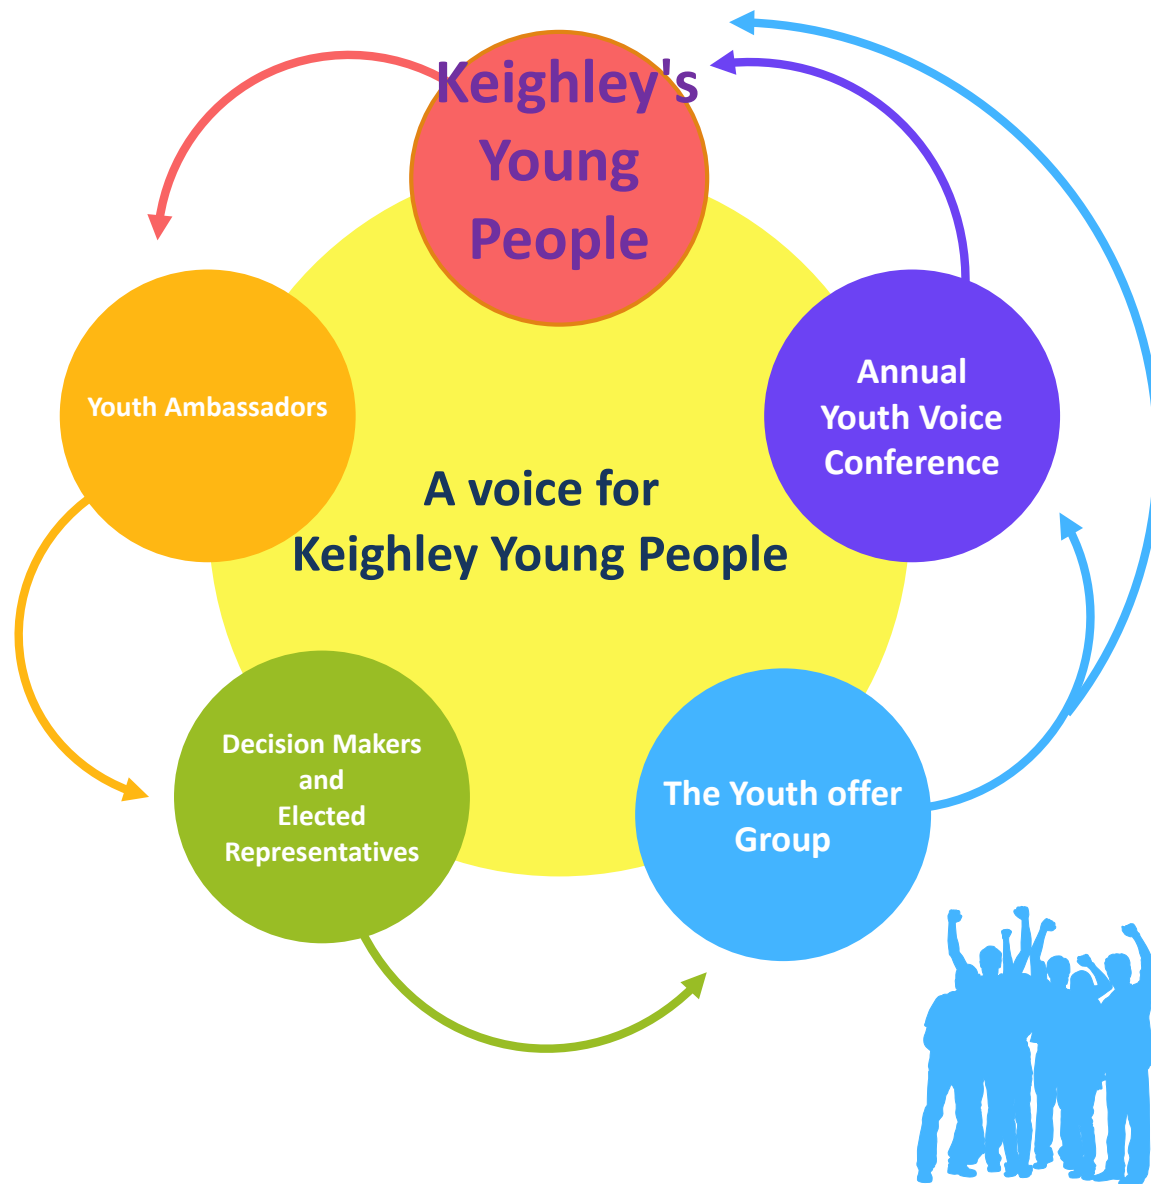 Keighley's
Young
People
Youth Ambassadors
Annual
Youth Voice
Conference
A voice for
Keighley Young People
Decision Makers
and
Elected
Representatives
The Youth offer
Group